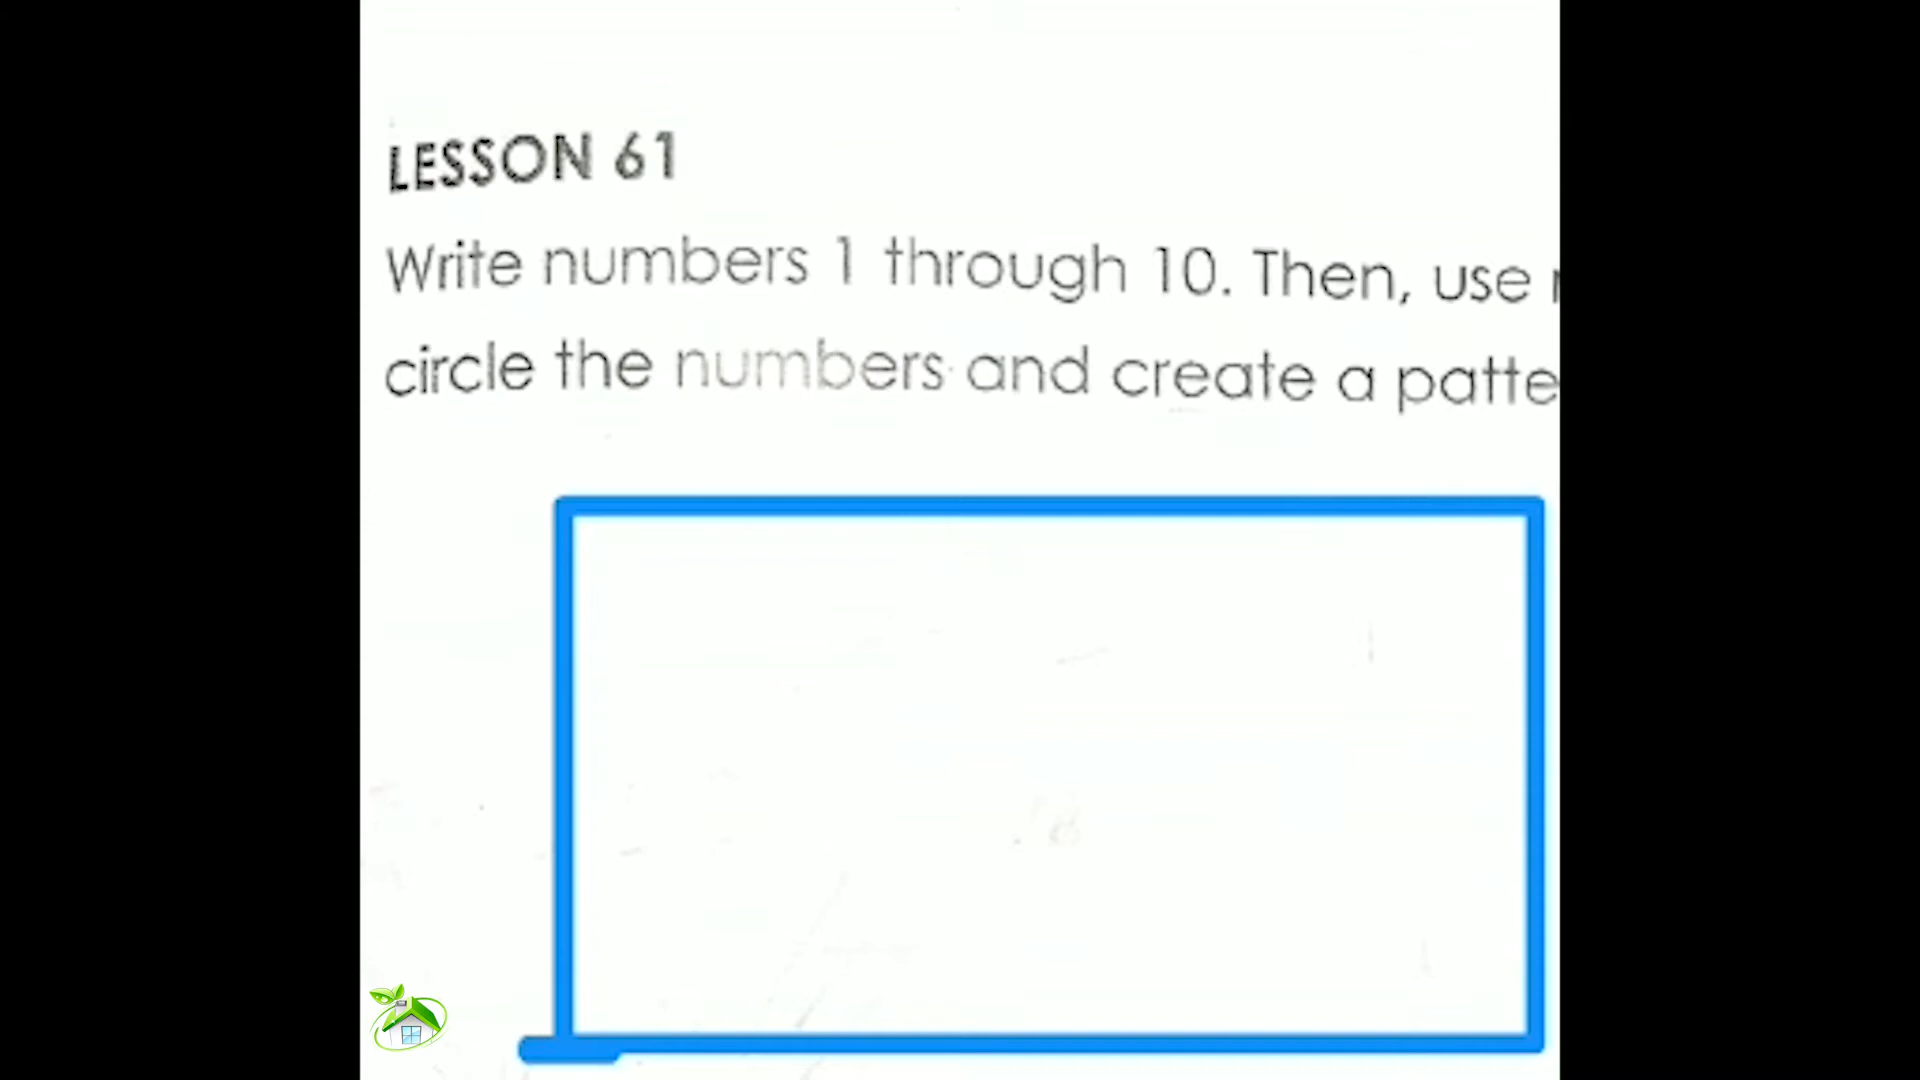 LESSON 61
Write numbers 1 through 10. Then, use
circle the numbers and create a patte